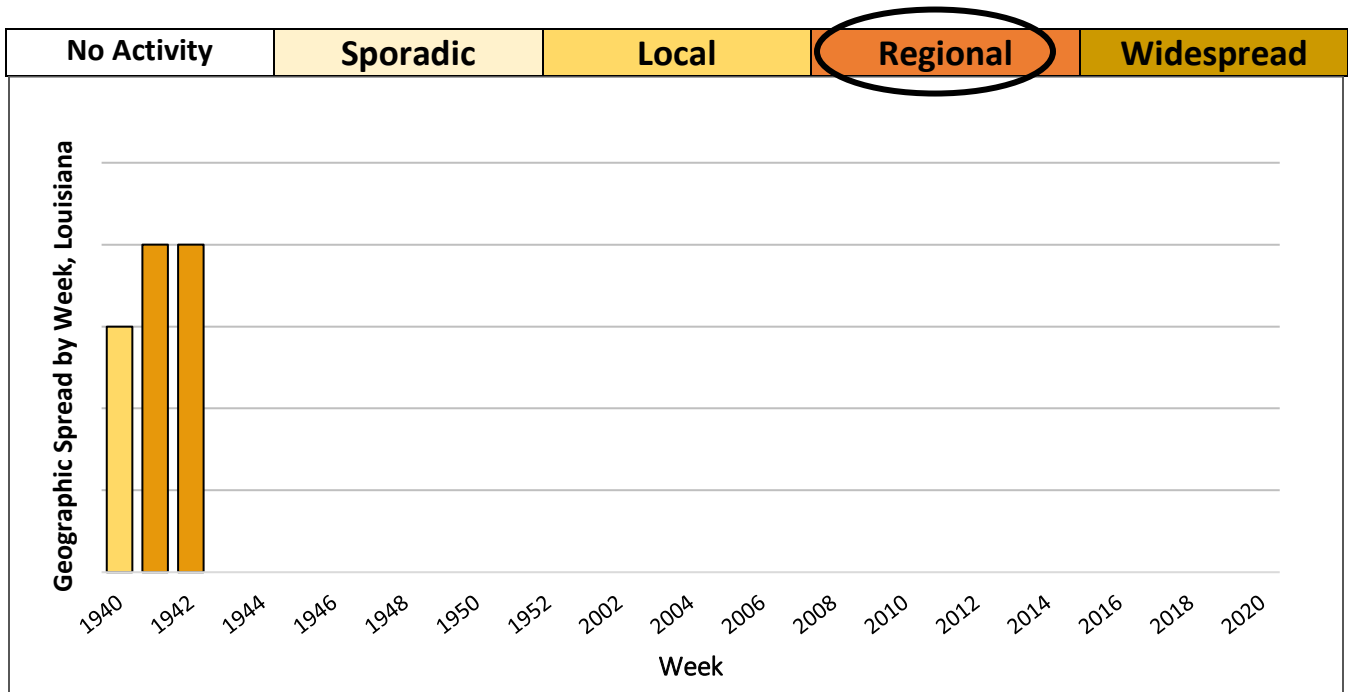 No Activity Sporadic Local Regional Widespread
Geographic Spread by Week, Louisiana
1940 1942 1944 1946 1948 1950 1952 2002 2004 2006 2008 2010 2012 2014 2016 2018 2020
Week